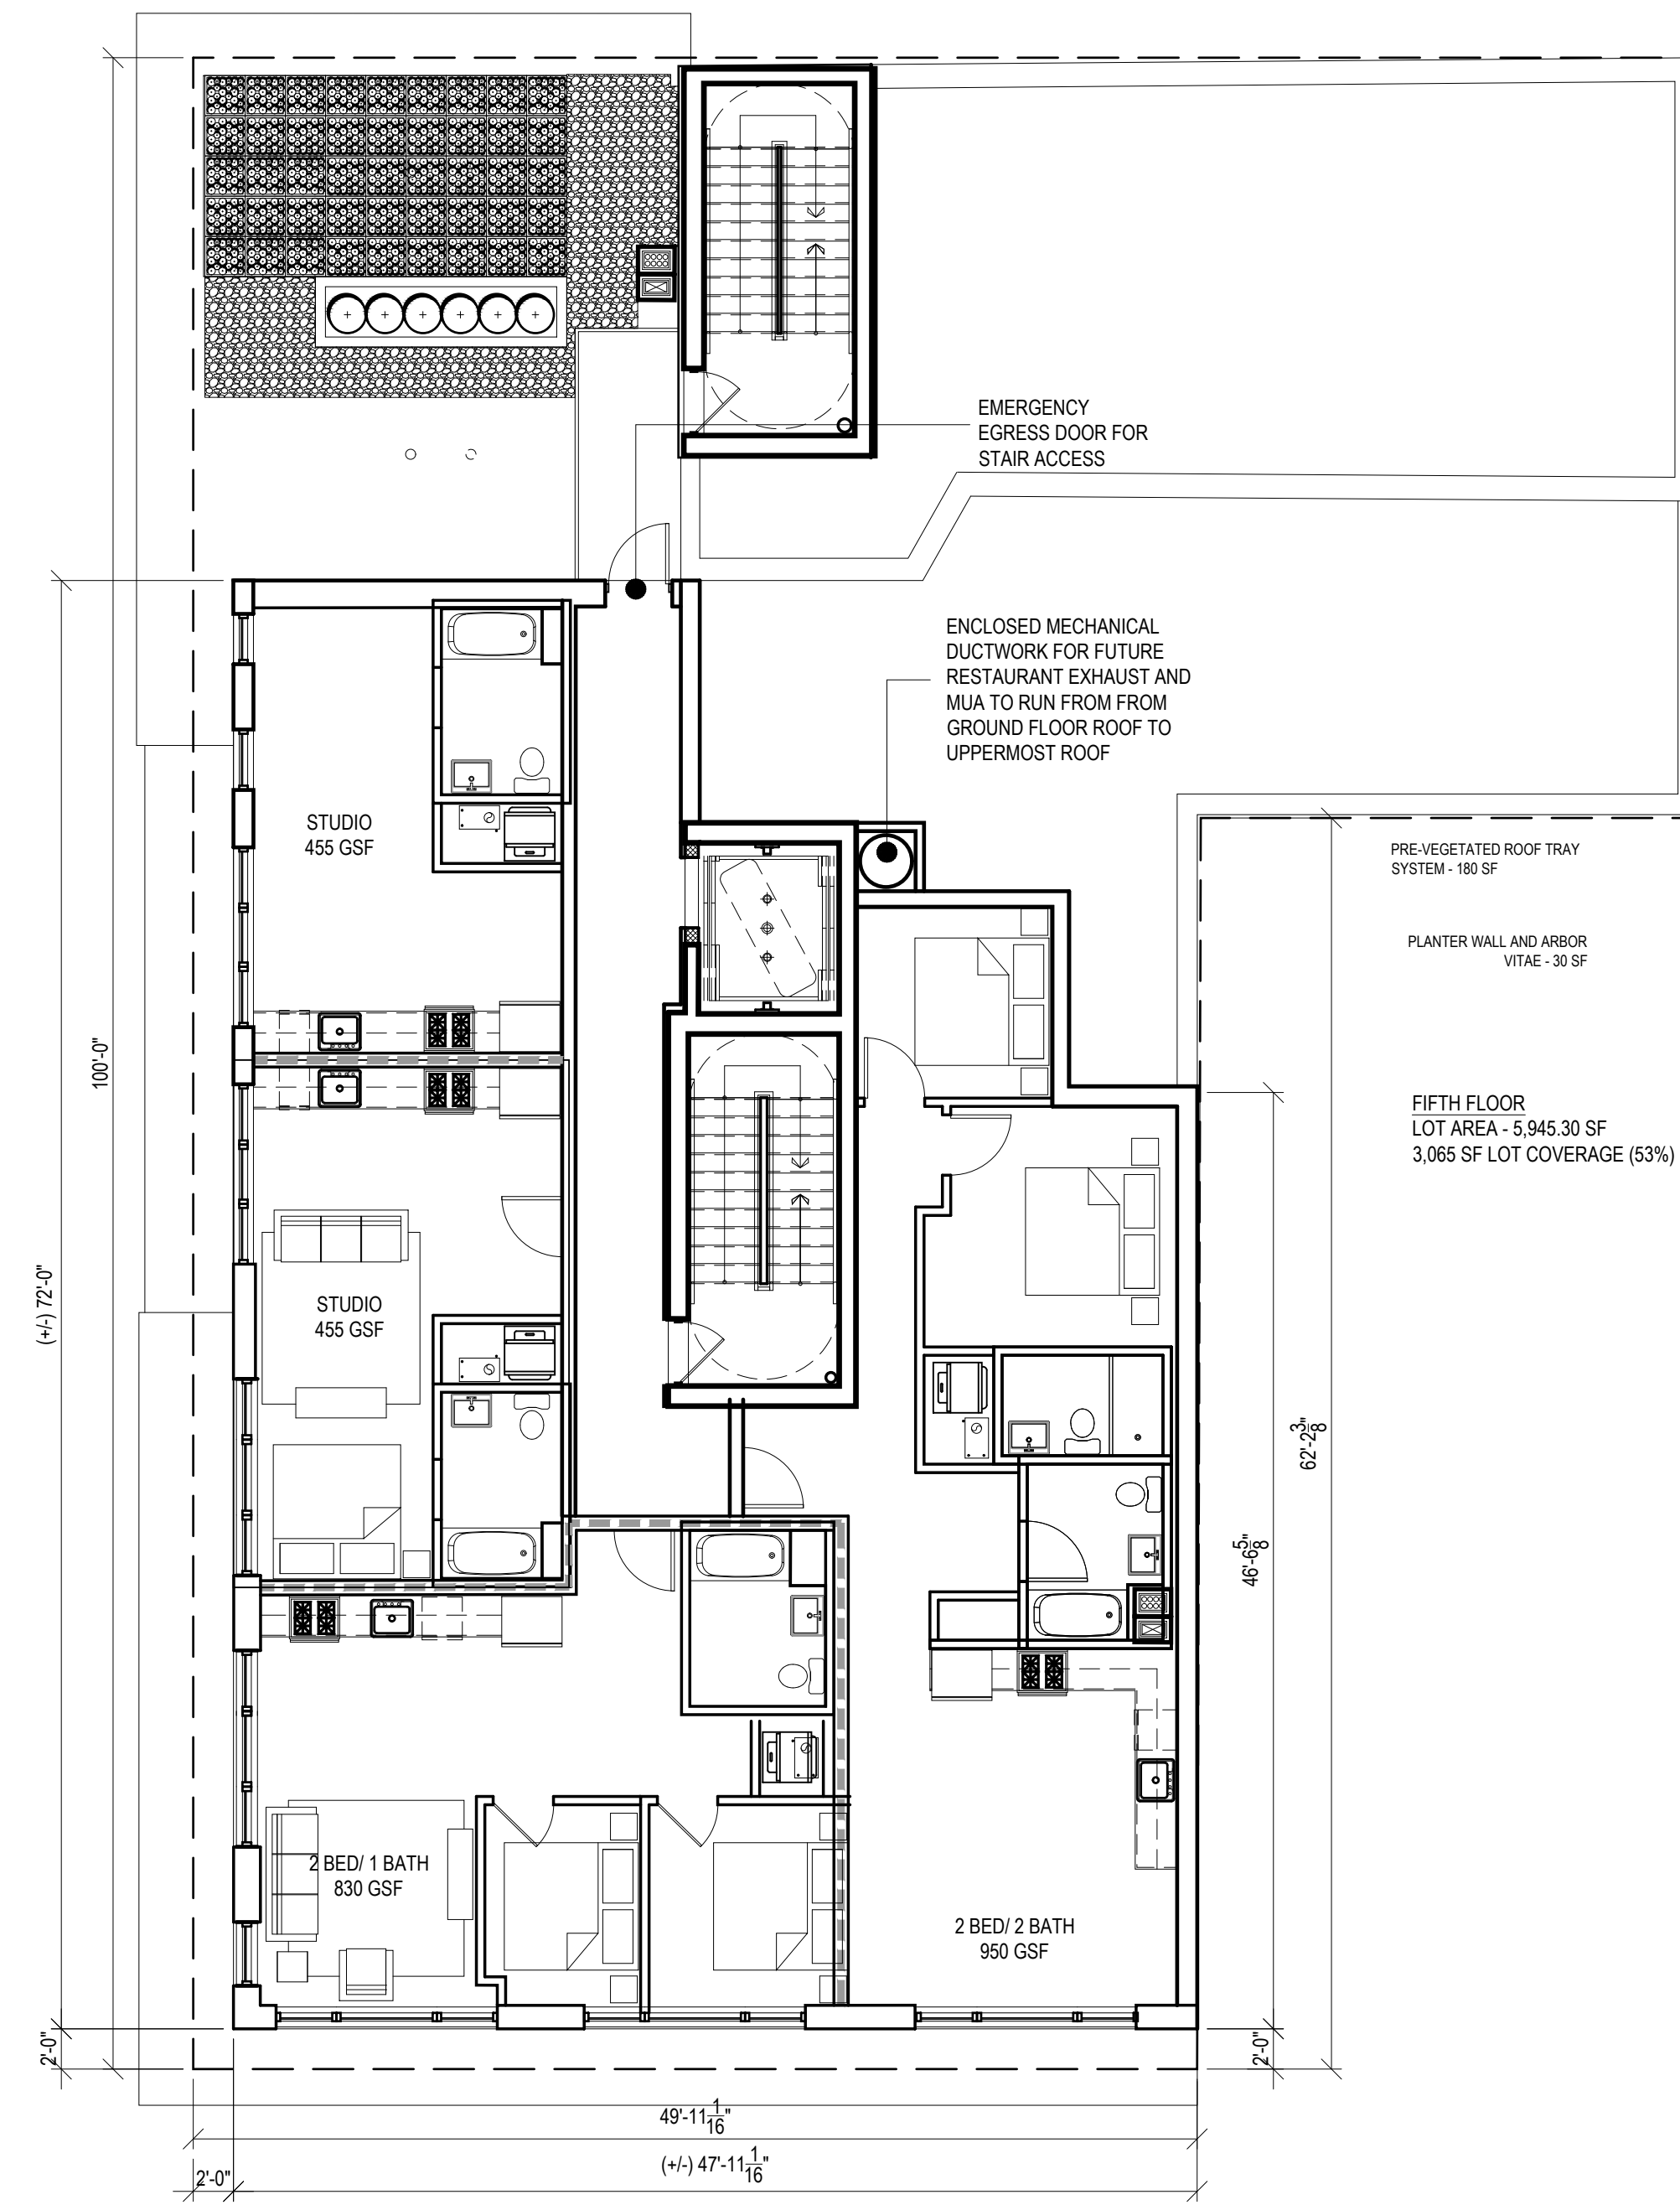 EMERGENCY
EGRESS DOOR FOR
STAIR ACCESS
ENCLOSED MECHANICAL
DUCTWORK FOR FUTURE
RESTAURANT EXHAUST AND
MUA TO RUN FROM FROM
GROUND FLOOR ROOF TO
UPPERMOST ROOF
STUDIO
455 GSF
PRE-VEGETATED ROOF TRAY
SYSTEM - 180 SF
PLANTER WALL AND ARBOR
VITAE - 30 SF
100'-0"
FIFTH FLOOR
LOT AREA - 5,945.30 SF
3,065 SF LOT COVERAGE (53%)
(+/-) 72'-0"
STUDIO
455 GSF
62'-2 3/8"
46'-6 5/8"
2 BED/ 1 BATH
830 GSF
2 BED/ 2 BATH
950 GSF
2'-0"
2'-0"
49'-11 1/16"
(+/-) 47'-11 1/16"
2'-0"